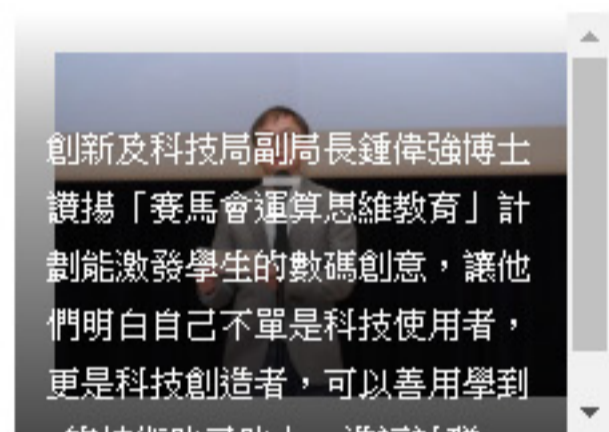 創新及科技局副局長鍾偉強博士
讚揚「賽馬會運算思維教育」計
劃能激發學生的數碼創意，讓他
們明白自己不單是科技使用者，
更是科技創造者，可以善用學到